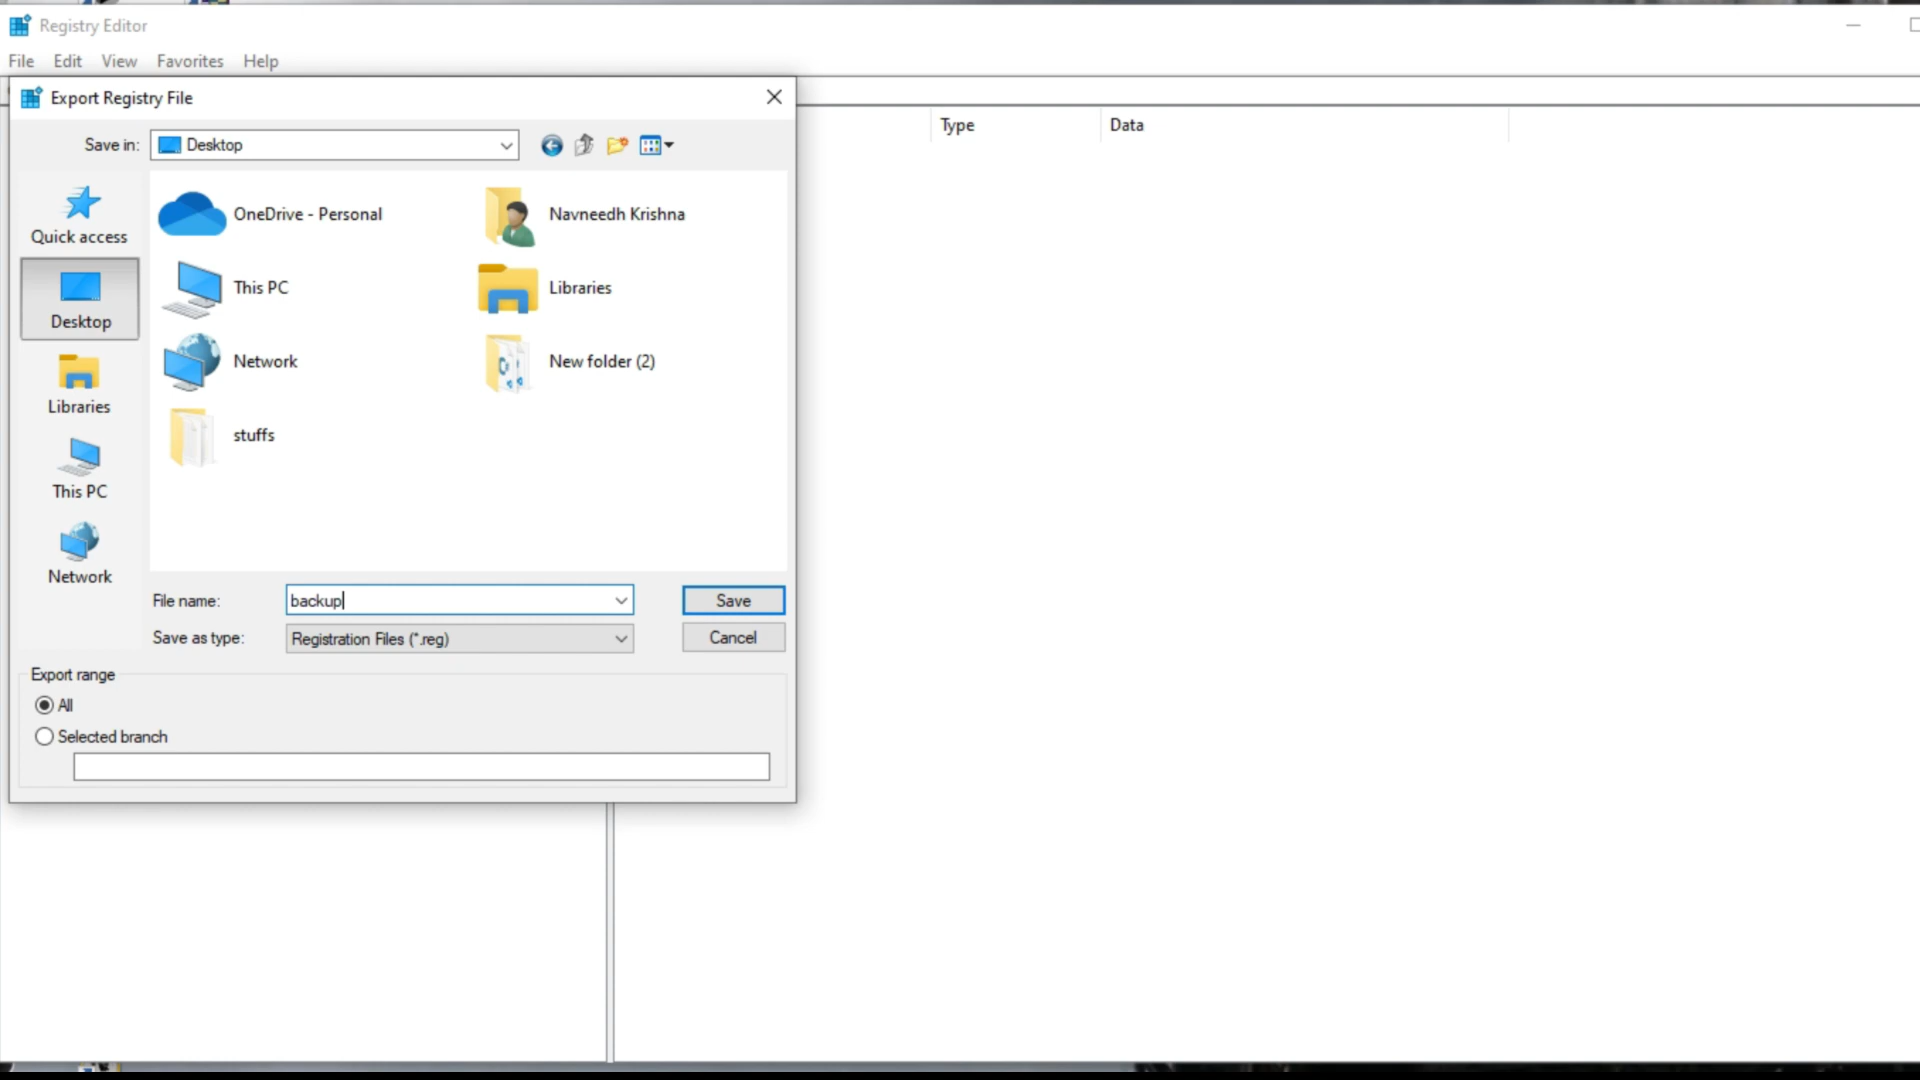 Registry Editor
File Edit View Favorites Help
Export Registry File
Save in: Desktop
Type Data
Quick access
Desktop
Libraries
This PC
Network
OneDrive - Personal
Navneedh Krishna
This PC
Libraries
Network
New folder (2)
stuffs
File name: backup Save
Save as type: Registration Files (*.reg) Cancel
Export range
All
Selected branch